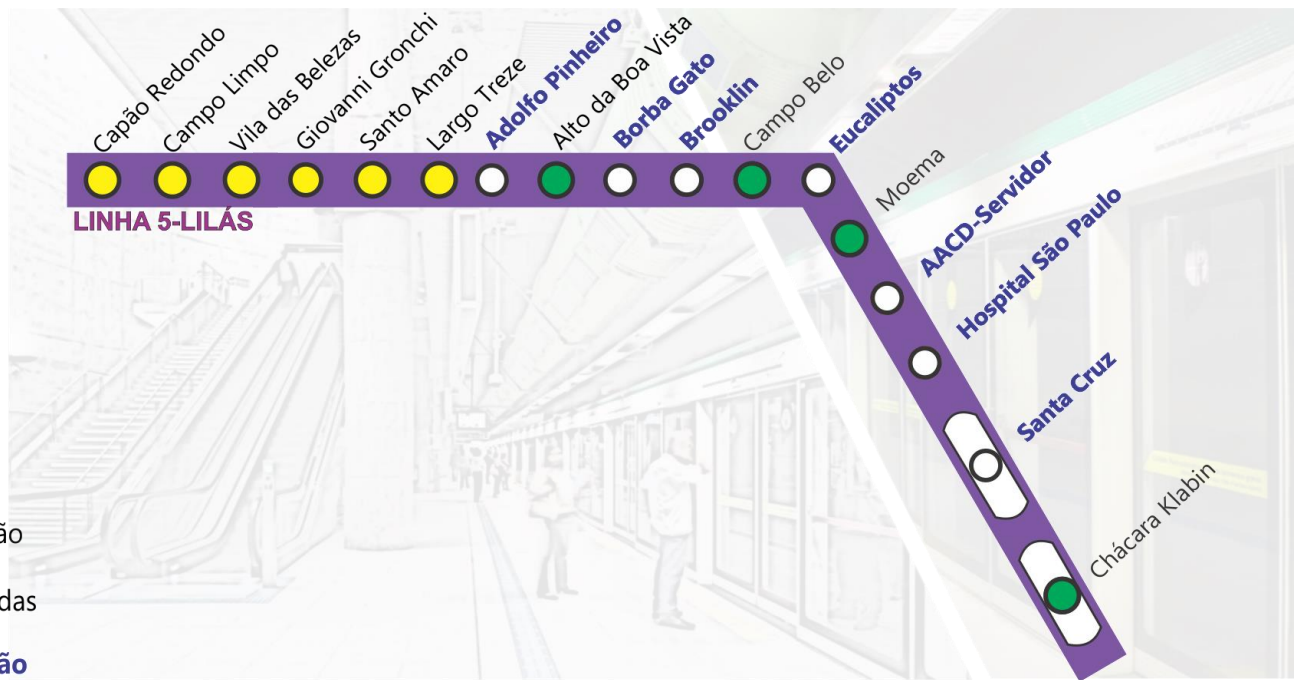 Capão Redondo
Campo Limpo
Vila das Belezas
Giovanni Gronchi
Santo Amaro
Largo Treze
Adolfo Pinheiro
Alto da Boa Vista
Borba Gato
Brooklin
Campo Belo
Eucaliptos
Moema
AACD-Servidor
Hospital São Paulo
Santa Cruz
Chácara Klabin
LINHA 5-LILÁS
ão
das
ão